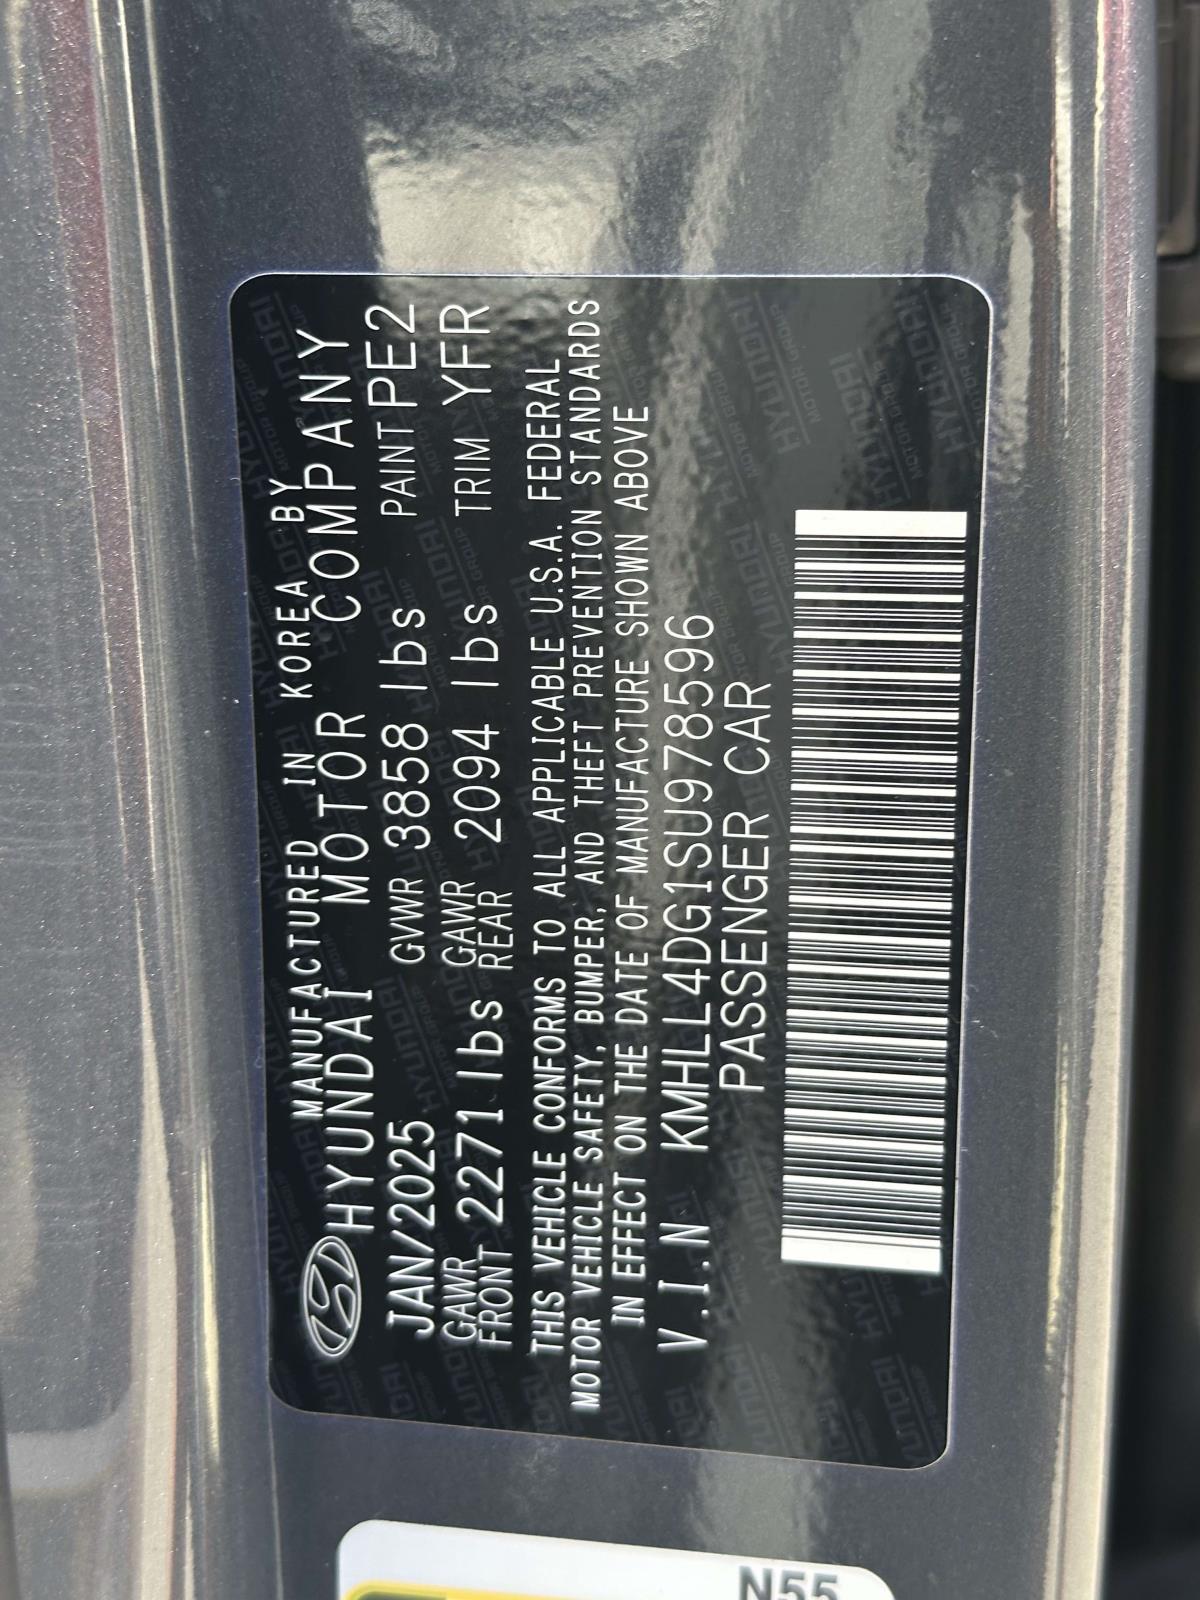 MANUFACTURED IN KOREA BY
HYUNDAI MOTOR COMPANY
JAN/2025 GVWR 3858 lbs PAINT PE2
GAWR FRONT 2271 lbs GAWR REAR 2094 lbs TRIM YFR
THIS VEHICLE CONFORMS TO ALL APPLICABLE U.S.A. FEDERAL
MOTOR VEHICLE SAFETY, BUMPER, AND THEFT PREVENTION STANDARDS
IN EFFECT ON THE DATE OF MANUFACTURE SHOWN ABOVE
V.I.N KMHLL4DG1SU978596
PASSENGER CAR
N55